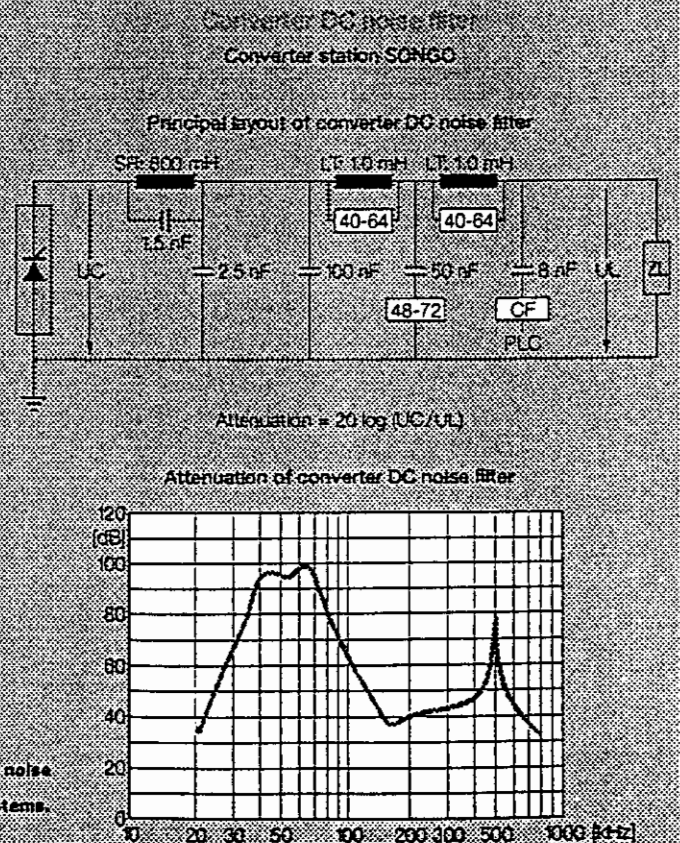 Converter DC noise filter
Converter station SONGO
Principal layout of converter DC noise filter
SR: 600 mH LT: 1.0 mH LT: 1.0 mH
40-64 40-64
1.5 nF
UC 2.5 nF 100 nF 50 nF 8 nF UL ZL
48-72 CF
PLC
Attenuation = 20 log (UC/UL)
Attenuation of converter DC noise filter
120
[dB]
100
80
60
40
noise
20
stems.
0
10 20 30 50 100 200 300 500 1000 [kHz]